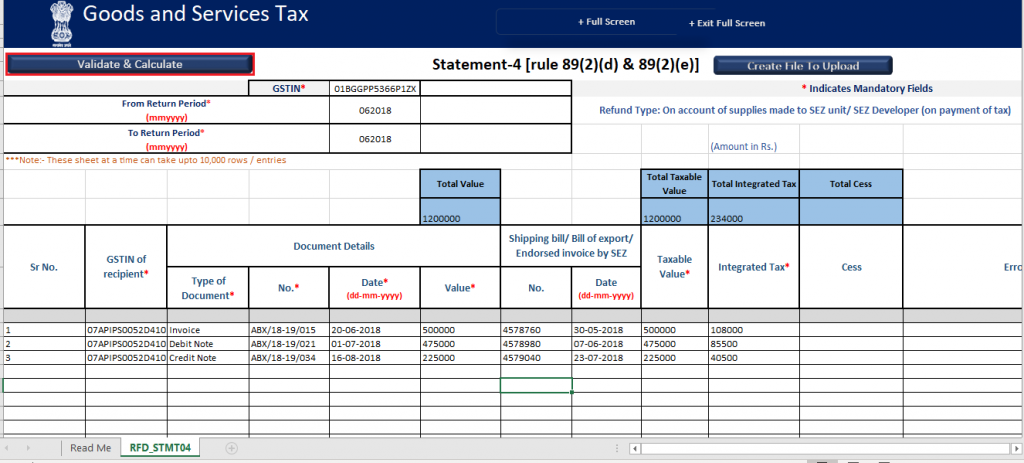 Goods and Services Tax
+ Full Screen
+ Exit Full Screen
Validate & Calculate
Statement-4 [rule 89(2)(d) & 89(2)(e)]
Create File To Upload
GSTIN*
01BGGPPS366P1ZX
* Indicates Mandatory Fields
From Return Period*
(mmyyyy)
062018
Refund Type: On account of supplies made to SEZ unit/ SEZ Developer (on payment of tax)
To Return Period*
(mmyyyy)
062018
(Amount in Rs.)
***Note:- These sheet at a time can take upto 10,000 rows / entries
Total Value
Total Taxable
Value
Total Integrated Tax
Total Cess
1200000
1200000
234000
Sr No.
GSTIN of
recipient*
Document Details
Shipping bill/ Bill of export/
Endorsed invoice by SEZ
Taxable
Value*
Integrated Tax*
Cess
Erro
Type of
Document*
No.*
Date*
(dd-mm-yyyy)
Value*
No.
Date
(dd-mm-yyyy)
1 07APIPS0052D410 Invoice ABX/18-19/015 20-06-2018 500000 4578760 30-05-2018 500000 108000
2 07APIPS0052D410 Debit Note ABX/18-19/021 01-07-2018 475000 4578980 07-06-2018 475000 85500
3 07APIPS0052D410 Credit Note ABX/18-19/034 16-08-2018 225000 4579040 23-07-2018 225000 40500
Read Me
RFD_STMT04